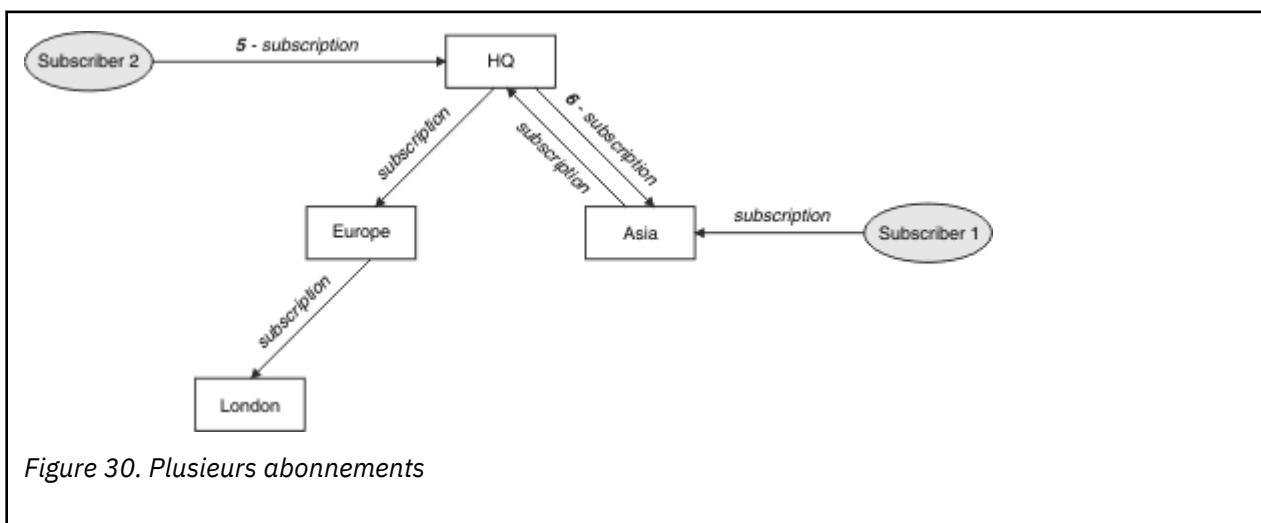 5 - subscription
Subscriber 2
HQ
6 - subscription
subscription
subscription
subscription
Europe
Asia
Subscriber 1
subscription
London
Figure 30. Plusieurs abonnements